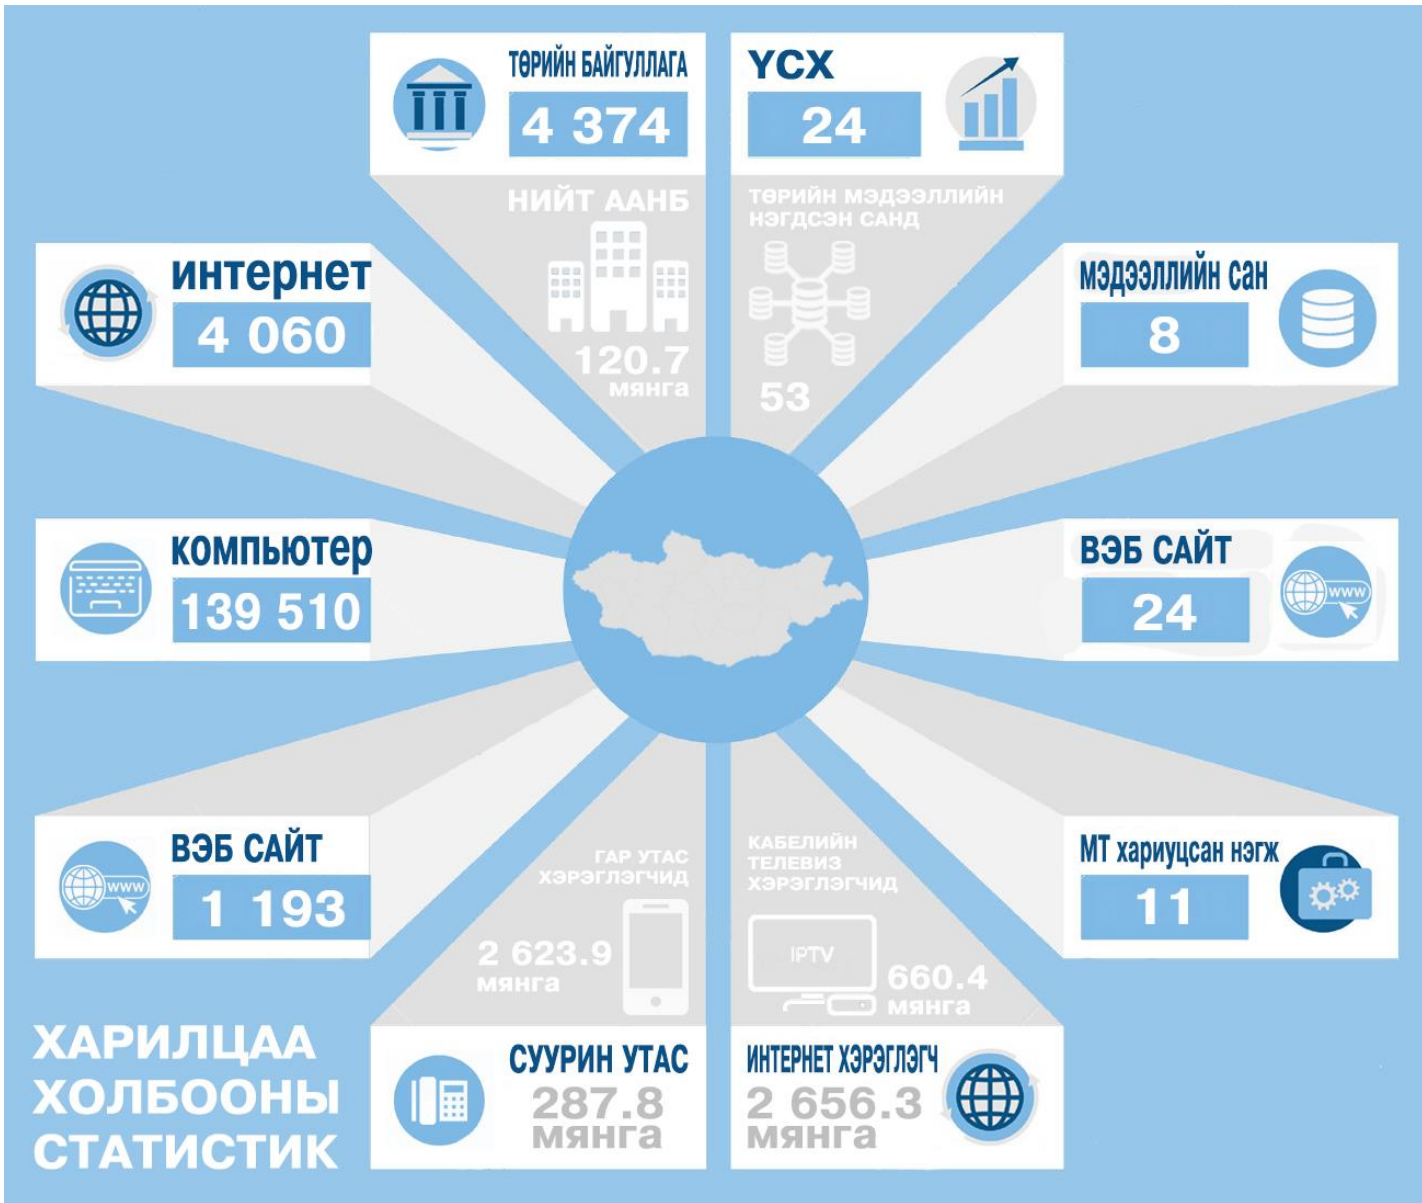 ТӨРИЙН БАЙГУЛЛАГА
4 374
ҮСХ
24
НИЙТ ААНБ
120.7
мянга
ТӨРИЙН МЭДЭЭЛЛИЙН
НЭГДСЭН САНД
53
интернет
4 060
мэдээллийн сан
8
компьютер
139 510
ВЭБ САЙТ
24
www
ВЭБ САЙТ
1 193
www
МТ хариуцсан нэгж
11
ГАР УТАС
ХЭРЭГЛЭГЧИД
2 623.9
мянга
КАБЕЛИЙН
ТЕЛЕВИЗ
ХЭРЭГЛЭГЧИД
IPTV
660.4
мянга
СУУРИН УТАС
287.8
мянга
ИНТЕРНЕТ ХЭРЭГЛЭГЧ
2 656.3
мянга
ХАРИЛЦАА
ХОЛБООНЫ
СТАТИСТИК